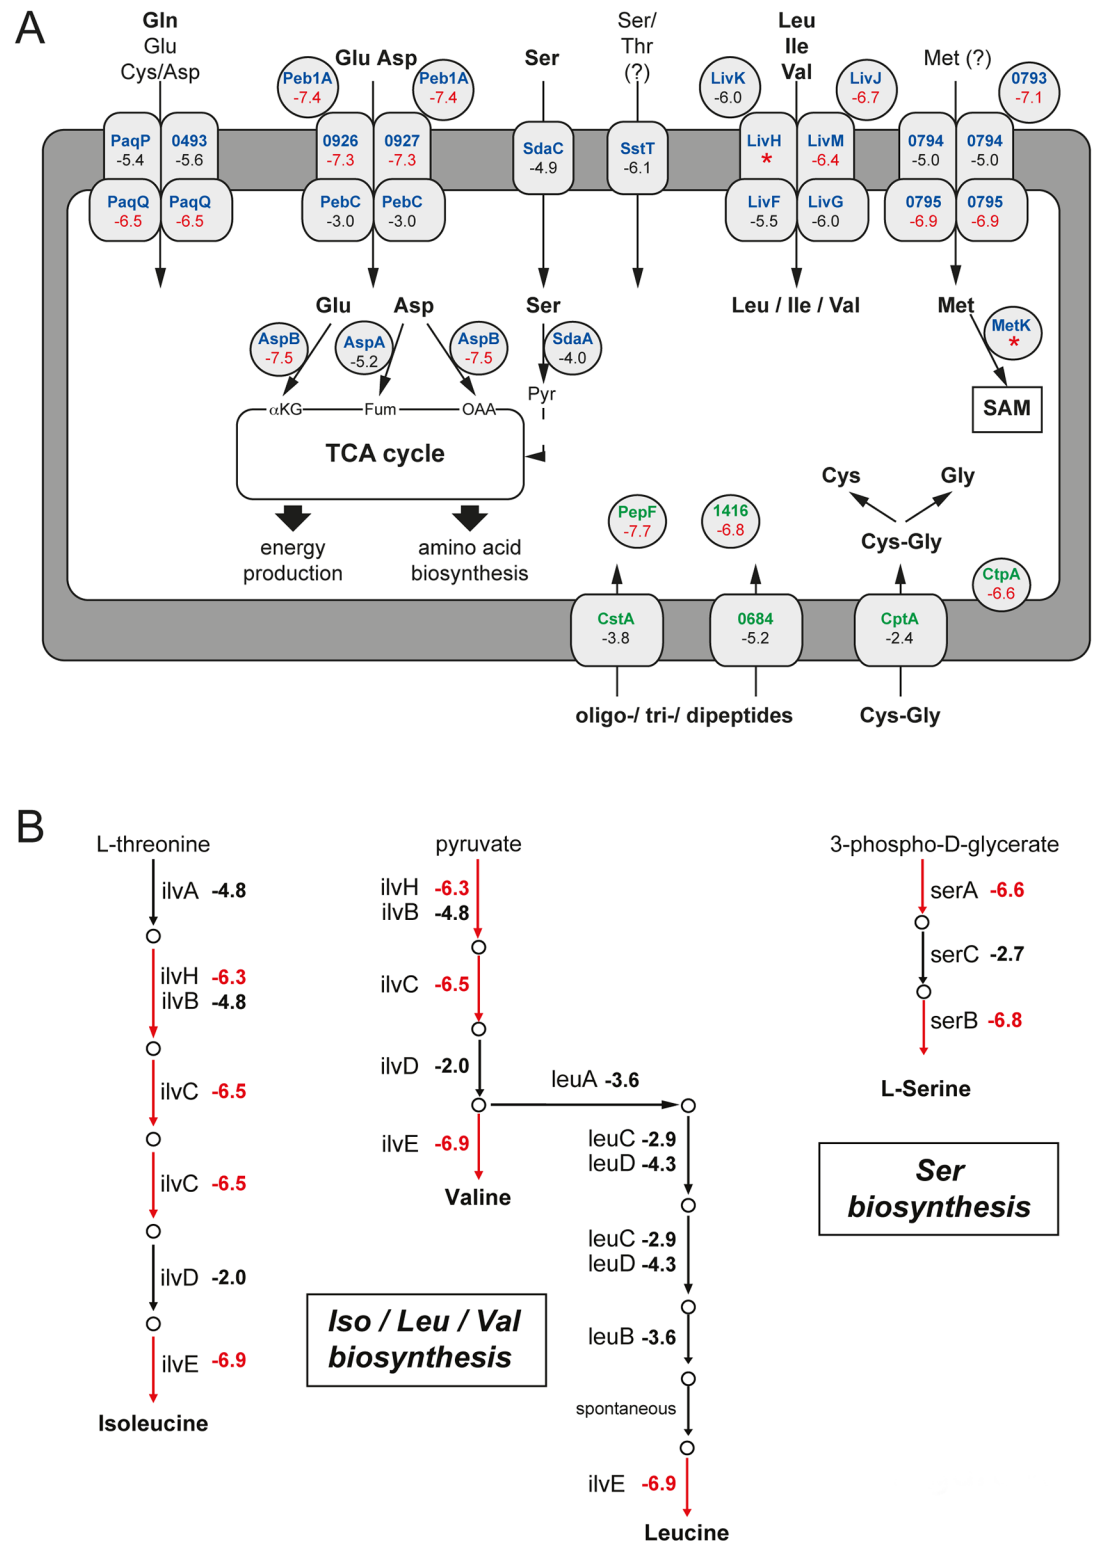 A
Gln
Glu
Cys/Asp
Glu Asp
Ser
Ser/
Thr
(?)
Leu
Ile
Val
Met (?)
Peb1A
-7.4
Peb1A
-7.4
LivK
-6.0
LivJ
-6.7
0793
-7.1
PaqP
-5.4
0493
-5.6
0926
-7.3
0927
-7.3
SdaC
-4.9
SstT
-6.1
LivH
*
LivM
-6.4
0794
-5.0
0794
-5.0
PaqQ
-6.5
PaqQ
-6.5
PebC
-3.0
PebC
-3.0
LivF
-5.5
LivG
-6.0
0795
-6.9
0795
-6.9
Glu
Asp
Ser
Leu / Ile / Val
Met
AspB
-7.5
AspA
-5.2
AspB
-7.5
SdaA
-4.0
MetK
*
Pyr
αKG
Fum
OAA
SAM
TCA cycle
Cys
Gly
PepF
-7.7
1416
-6.8
Cys-Gly
energy
production
amino acid
biosynthesis
CtpA
-6.6
CstA
-3.8
0684
-5.2
CptA
-2.4
oligo-/ tri-/ dipeptides
Cys-Gly
B
L-threonine
ilvA -4.8
ilvH -6.3
ilvB -4.8
ilvC -6.5
ilvC -6.5
ilvD -2.0
ilvE -6.9
Isoleucine
pyruvate
ilvH -6.3
ilvB -4.8
ilvC -6.5
ilvD -2.0
ilvE -6.9
Valine
leuA -3.6
leuC -2.9
leuD -4.3
leuC -2.9
leuD -4.3
leuB -3.6
spontaneous
ilvE -6.9
Leucine
Iso / Leu / Val
biosynthesis
3-phospho-D-glycerate
serA -6.6
serC -2.7
serB -6.8
L-Serine
Ser
biosynthesis